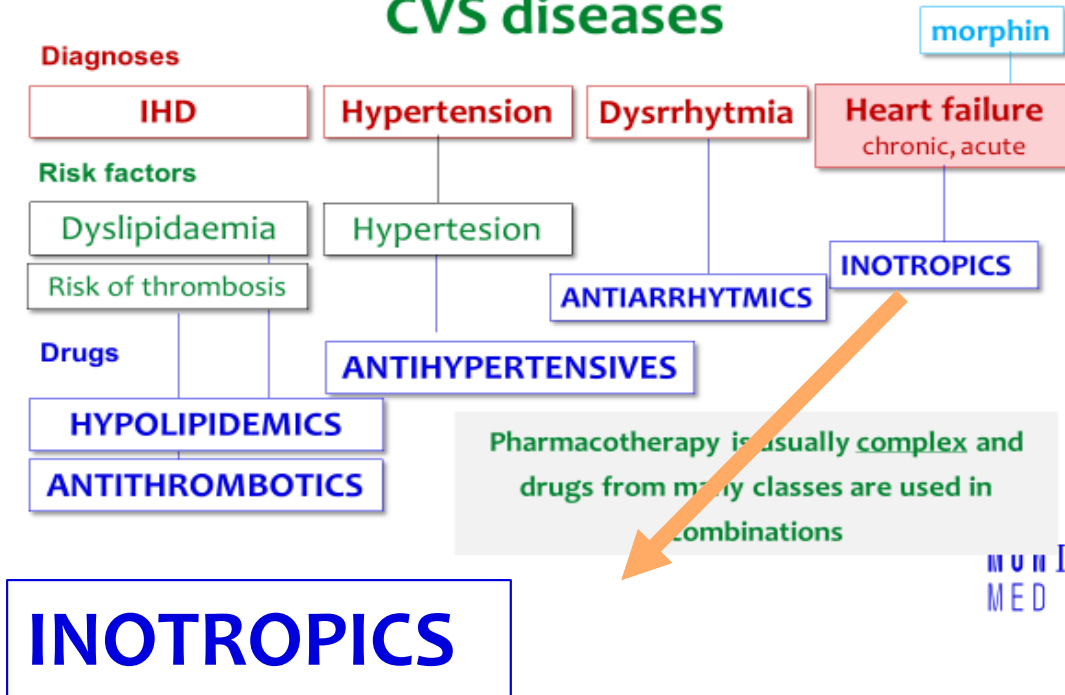 CVS diseases
morphin
Diagnoses
IHD
Hypertension
Dysrrhytmia
Heart failure
chronic, acute
Risk factors
Dyslipidaemia
Hypertesion
Risk of thrombosis
INOTROPICS
ANTIARRHYTMICS
Drugs
ANTIHYPERTENSIVES
HYPOLIPIDEMICS
ANTITHROMBOTICS
Pharmacotherapy is usually complex and
drugs from many classes are used in
combinations
MUNI
MED
INOTROPICS